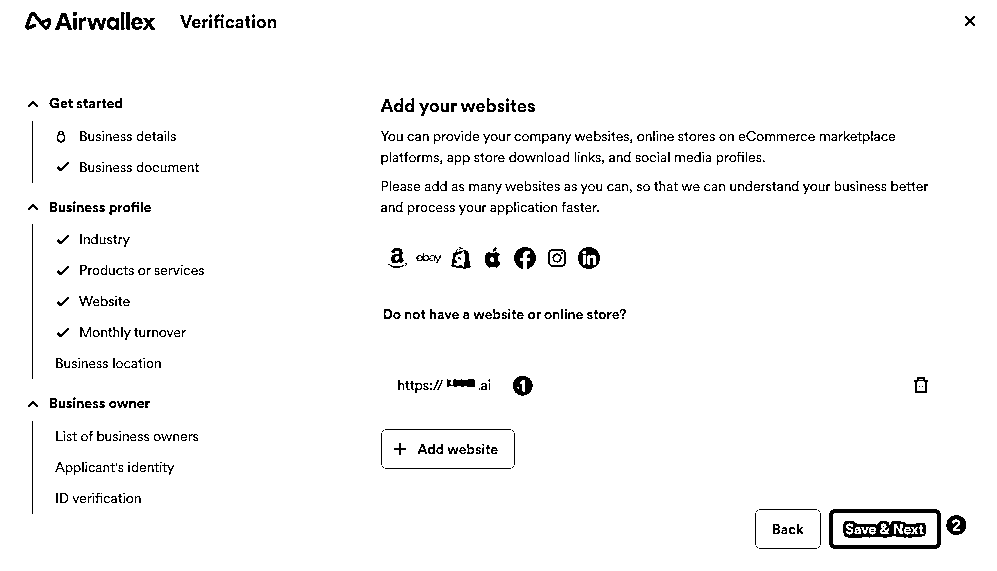 Airwallex Verification
Get started
Business details
Business document
Business profile
Industry
Products or services
Website
Monthly turnover
Business location
Business owner
List of business owners
Applicant's identity
ID verification
Add your websites
You can provide your company websites, online stores on eCommerce marketplace
platforms, app store download links, and social media profiles.
Please add as many websites as you can, so that we can understand your business better
and process your application faster.
a ebay in
Do not have a website or online store?
https:// .ai 1
+ Add website
Back Save & Next 2